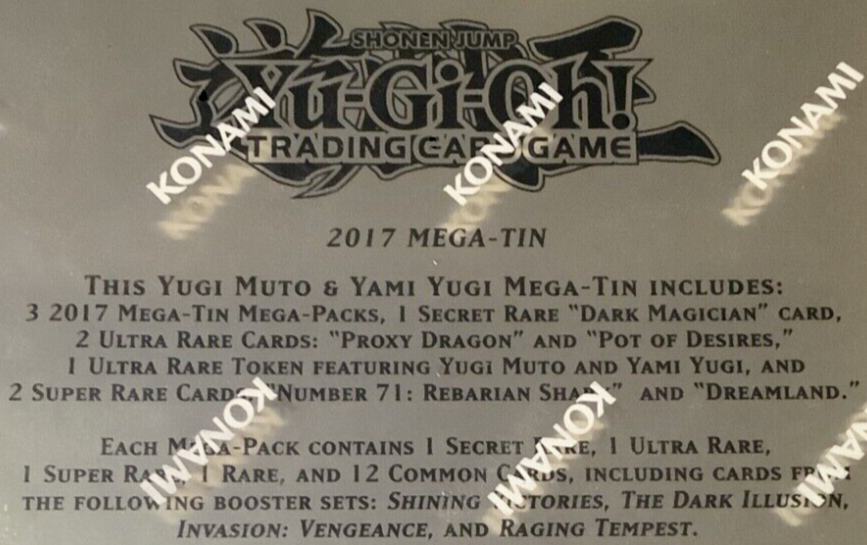 SHONEN JUMP
Yu-Gi-Oh!
TRADING CARD GAME
KONAMI KONAMI KONAMI
2017 MEGA-TIN
THIS YUGI MUTO & YAMI YUGI MEGA-TIN INCLUDES:
3 2017 MEGA-TIN MEGA-PACKS, 1 SECRET RARE "DARK MAGICIAN" CARD,
2 ULTRA RARE CARDS: "PROXY DRAGON" AND "POT OF DESIRES,"
1 ULTRA RARE TOKEN FEATURING YUGI MUTO AND YAMI YUGI, AND
2 SUPER RARE CARDS, "NUMBER 71: REBARIAN SHARK" AND "DREAMLAND."
KONAMI KONAMI KONAMI
EACH MEGA-PACK CONTAINS 1 SECRET RARE, 1 ULTRA RARE,
1 SUPER RARE, 1 RARE, AND 12 COMMON CARDS, INCLUDING CARDS FROM
THE FOLLOWING BOOSTER SETS: SHINING VICTORIES, THE DARK ILLUSION,
INVASION: VENGEANCE, AND RAGING TEMPEST.